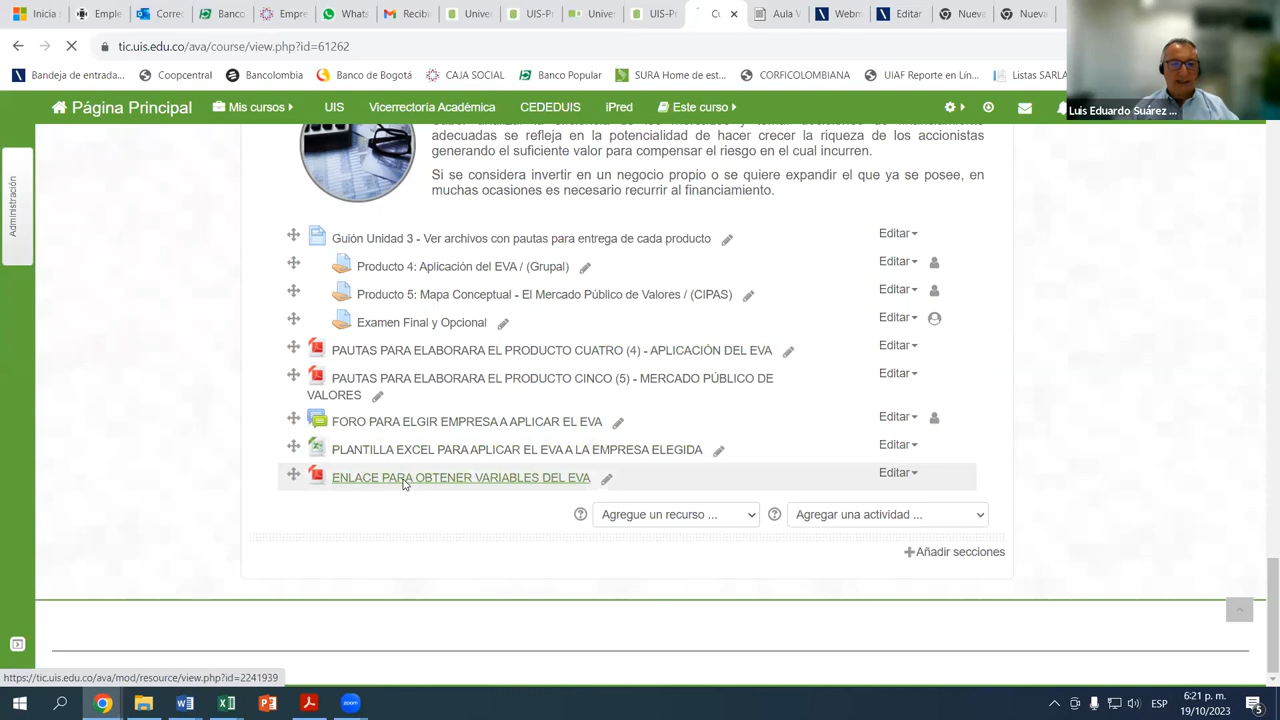 Inicia
Emple
Correo
Banco
Empre
What
Recib
Univer
UIS-Pr
Univer
UIS-Pr
Aula V
Webm
Editar
Nueva
Nueva
tic.uis.edu.co/ava/course/view.php?id=61262
Bandeja de entrada...
Coopcentral
Bancolombia
Banco de Bogotá
CAJA SOCIAL
Banco Popular
SURA Home de est...
CORFICOLOMBIANA
UIAF Reporte en Lín...
Listas SARLA
Luis Eduardo Suárez ...
Página Principal
Mis cursos
UIS
Vicerrectoría Académica
CEDEDUIS
iPred
Este curso
Administración
adecuadas se refleja en la potencialidad de hacer crecer la riqueza de los accionistas
generando el suficiente valor para compensar el riesgo en el cual incurren.
Si se considera invertir en un negocio propio o se quiere expandir el que ya se posee, en
muchas ocasiones es necesario recurrir al financiamiento.
Guión Unidad 3 - Ver archivos con pautas para entrega de cada producto
Editar
Producto 4: Aplicación del EVA / (Grupal)
Editar
Producto 5: Mapa Conceptual - El Mercado Público de Valores / (CIPAS)
Editar
Examen Final y Opcional
Editar
PAUTAS PARA ELABORARA EL PRODUCTO CUATRO (4) - APLICACIÓN DEL EVA
Editar
PAUTAS PARA ELABORARA EL PRODUCTO CINCO (5) - MERCADO PÚBLICO DE
VALORES
Editar
FORO PARA ELGIR EMPRESA A APLICAR EL EVA
Editar
PLANTILLA EXCEL PARA APLICAR EL EVA A LA EMPRESA ELEGIDA
Editar
ENLACE PARA OBTENER VARIABLES DEL EVA
Editar
Agregue un recurso ...
Agregar una actividad ...
Añadir secciones
https://tic.uis.edu.co/ava/mod/resource/view.php?id=2241939
zoom
ESP
6:21 p. m.
19/10/2023
5